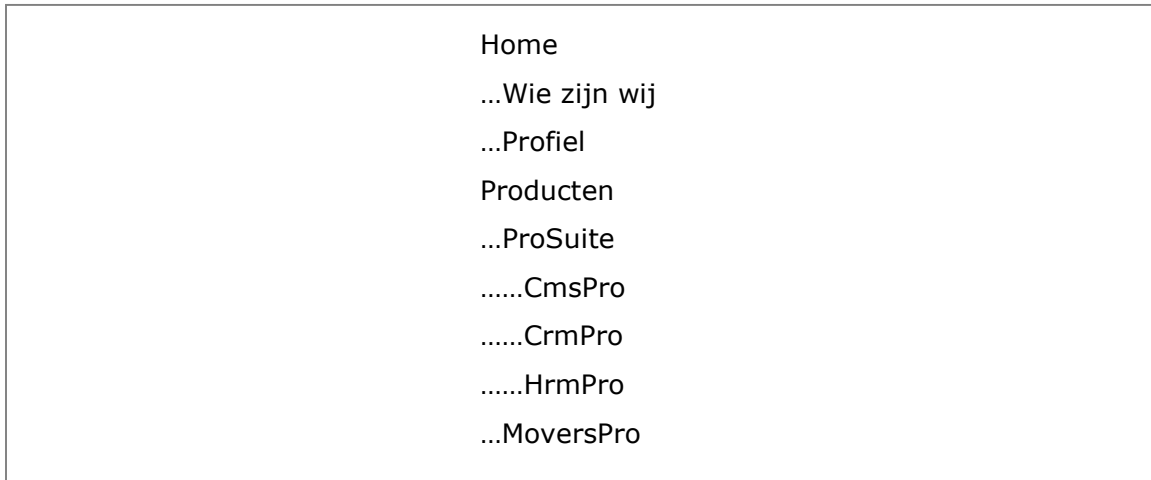 Home
...Wie zijn wij
...Profiel
Producten
...ProSuite
......CmsPro
......CrmPro
......HrmPro
...MoversPro